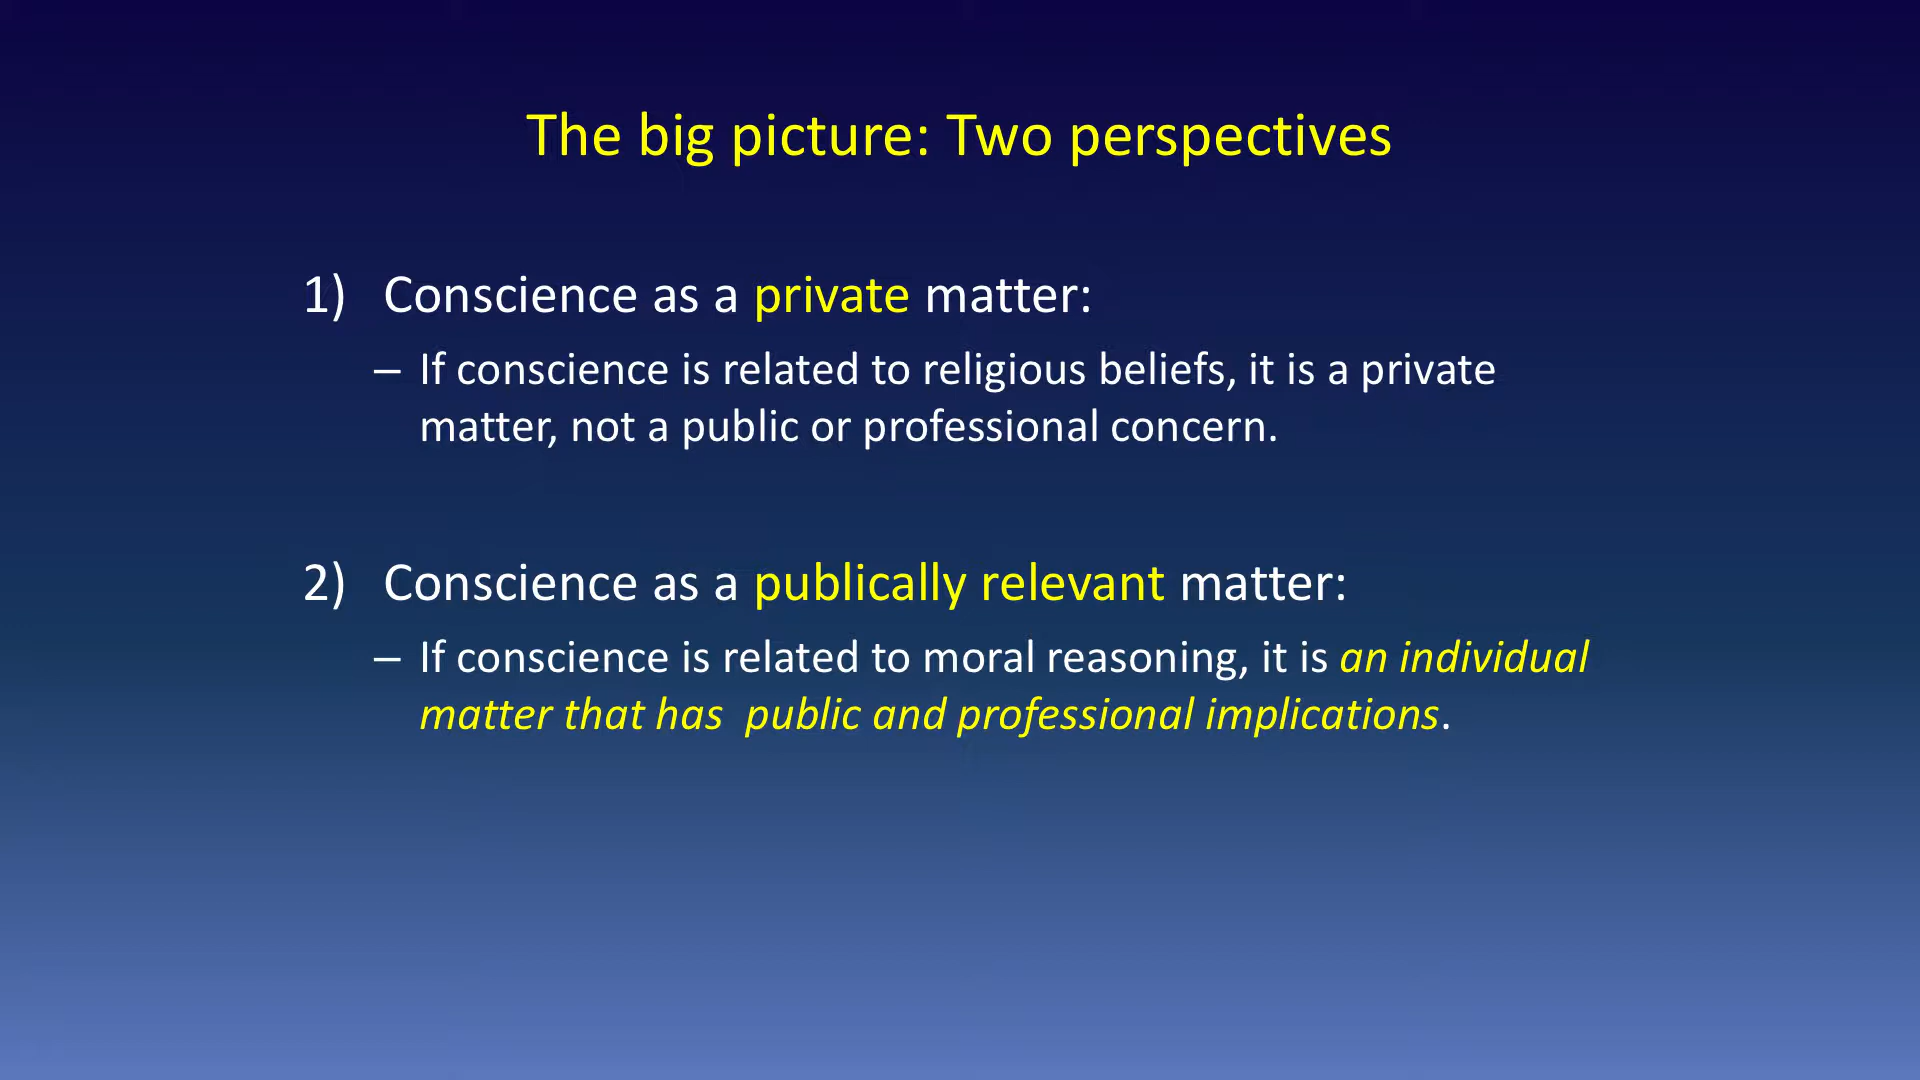 The big picture: Two perspectives
1) Conscience as a private matter:
– If conscience is related to religious beliefs, it is a private
matter, not a public or professional concern.
2) Conscience as a publically relevant matter:
– If conscience is related to moral reasoning, it is an individual
matter that has  public and professional implications.